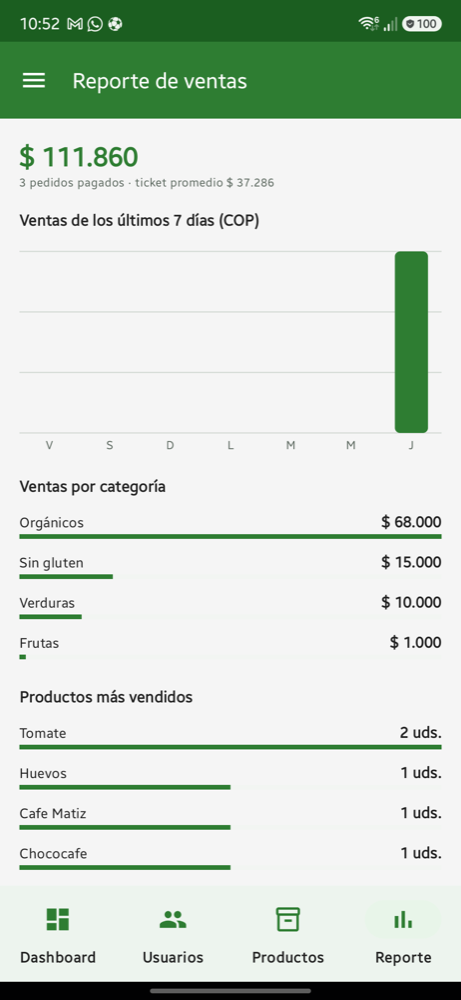 10:52
6
100
Reporte de ventas
$ 111.860
3 pedidos pagados · ticket promedio $ 37.286
Ventas de los últimos 7 días (COP)
V S D L M M J
Ventas por categoría
Orgánicos $ 68.000
Sin gluten $ 15.000
Verduras $ 10.000
Frutas $ 1.000
Productos más vendidos
Tomate 2 uds.
Huevos 1 uds.
Cafe Matiz 1 uds.
Chococafe 1 uds.
Dashboard Usuarios Productos Reporte